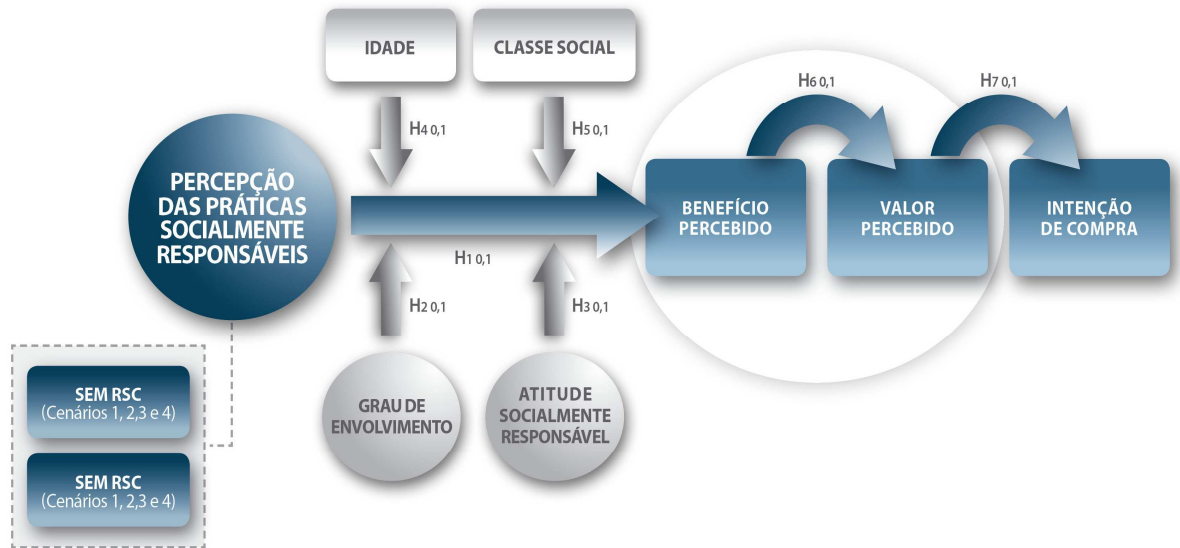 IDADE
CLASSE SOCIAL
H4 0,1
H5 0,1
H6 0,1
H7 0,1
PERCEPÇÃO
DAS PRÁTICAS
SOCIALMENTE
RESPONSÁVEIS
BENEFÍCIO
PERCEBIDO
VALOR
PERCEBIDO
INTENÇÃO
DE COMPRA
H1 0,1
H2 0,1
H3 0,1
GRAU DE
ENVOLVIMENTO
ATITUDE
SOCIALMENTE
RESPONSÁVEL
SEM RSC
(Cenários 1, 2,3 e 4)
SEM RSC
(Cenários 1, 2,3 e 4)